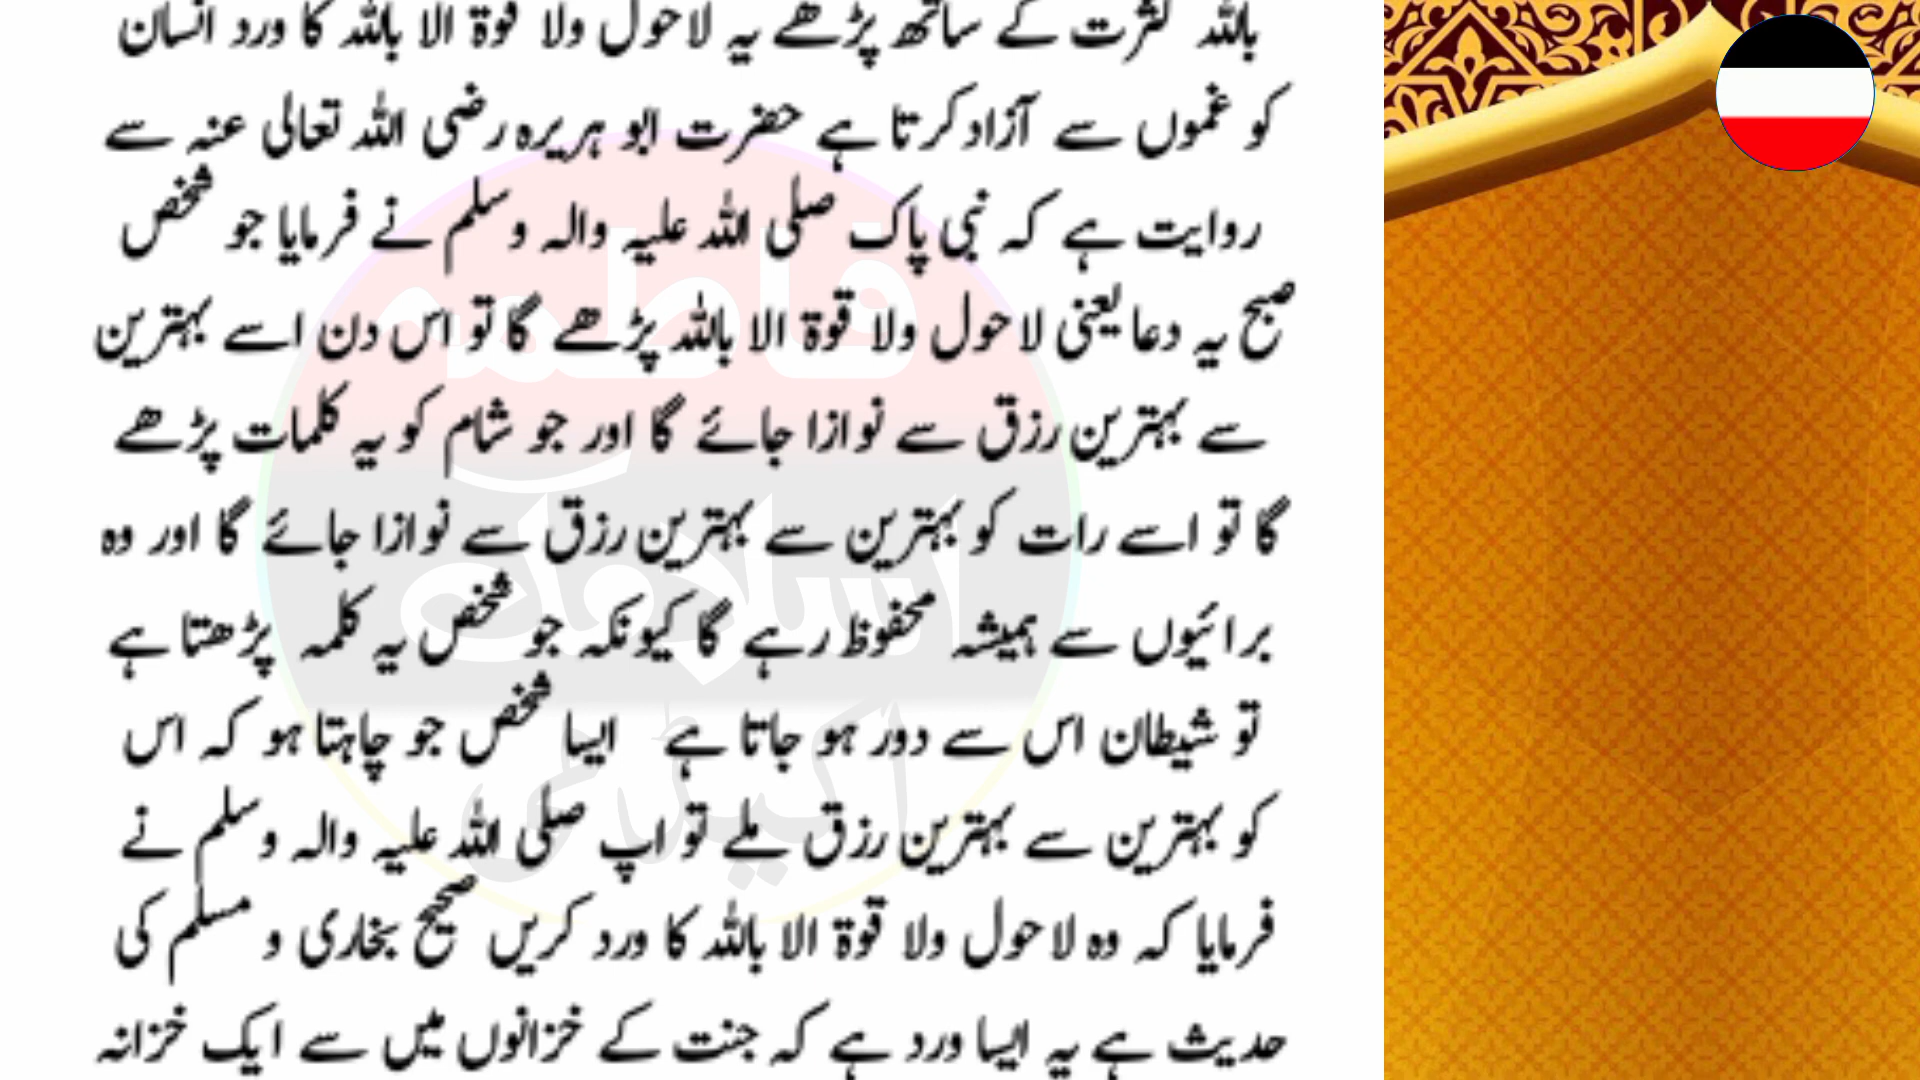 باللہ کثرت کے ساتھ پڑھے یہ لاحول ولا قوۃ الا باللہ کا ورد انسان
کو غموں سے آزاد کرتا ہے حضرت ابو ہریرہ رضی اللہ تعالی عنہ سے
روایت ہے کہ نبی پاک صلی اللہ علیہ والہ وسلم نے فرمایا جو شخص
صبح یہ دعا یعنی لاحول ولا قوۃ الا باللہ پڑھے گا تو اس دن اسے بہترین
سے بہترین رزق سے نوازا جائے گا اور جو شام کو یہ کلمات پڑھے
گا تو اسے رات کو بہترین سے بہترین رزق سے نوازا جائے گا اور وہ
برائیوں سے ہمیشہ محفوظ رہے گا کیونکہ جو شخص یہ کلمہ پڑھتا ہے
تو شیطان اس سے دور ہو جاتا ہے ایسا شخص جو چاہتا ہو کہ اس
کو بہترین سے بہترین رزق ملے تو اپ صلی اللہ علیہ والہ وسلم نے
فرمایا کہ وہ لاحول ولا قوۃ الا باللہ کا ورد کریں صحیح بخاری و مسلم کی
حدیث ہے یہ ایسا ورد ہے کہ جنت کے خزانوں میں سے ایک خزانہ
فاطمہ
اسلامک
اکیڈمی